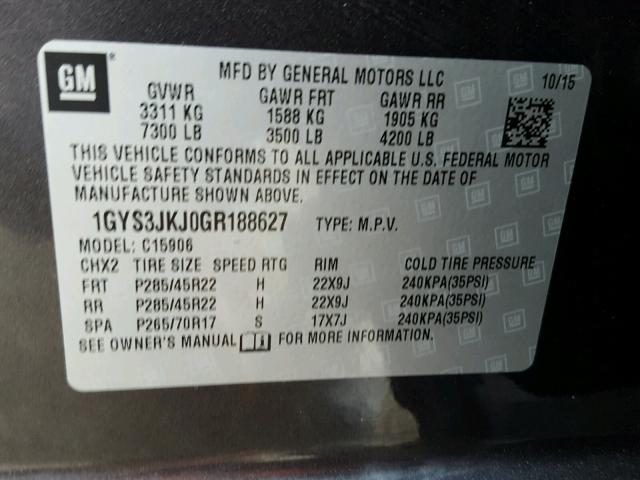 GM
MFD BY GENERAL MOTORS LLC 10/15
GVWR GAWR FRT GAWR RR
3311 KG 1588 KG 1905 KG
7300 LB 3500 LB 4200 LB
THIS VEHICLE CONFORMS TO ALL APPLICABLE U.S. FEDERAL MOTOR
VEHICLE SAFETY STANDARDS IN EFFECT ON THE DATE OF
MANUFACTURE SHOWN ABOVE.
1GYS3JKJ0GR188627 TYPE: M.P.V.
MODEL: C15906
CHX2 TIRE SIZE SPEED RTG RIM COLD TIRE PRESSURE
FRT P285/45R22 H 22X9J 240KPA(35PSI)
RR P285/45R22 H 22X9J 240KPA(35PSI)
SPA P265/70R17 S 17X7J 240KPA(35PSI)
SEE OWNER'S MANUAL FOR MORE INFORMATION.